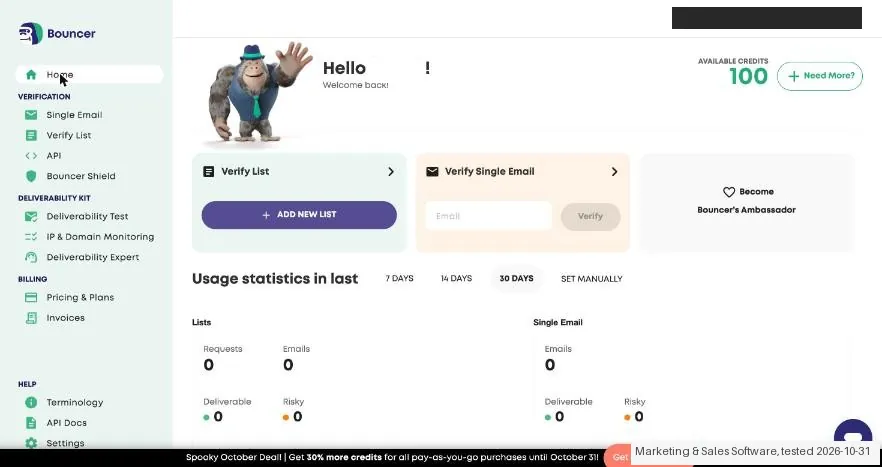 Bouncer
Home
VERIFICATION
Single Email
Verify List
API
Bouncer Shield
DELIVERABILITY KIT
Deliverability Test
IP & Domain Monitoring
Deliverability Expert
BILLING
Pricing & Plans
Invoices
HELP
Terminology
API Docs
Settings
Hello !
Welcome back!
AVAILABLE CREDITS
100
Need More?
Verify List
+ ADD NEW LIST
Verify Single Email
Email
Verify
Become
Bouncer's Ambassador
Usage statistics in last 7 DAYS 14 DAYS 30 DAYS SET MANUALLY
Lists
Requests Emails
0 0
Deliverable Risky
0 0
Single Email
Emails
0
Deliverable Risky
0 0
Spooky October Deal! | Get 30% more credits for all pay-as-you-go purchases until October 31! Get
Marketing & Sales Software, tested 2026-10-31